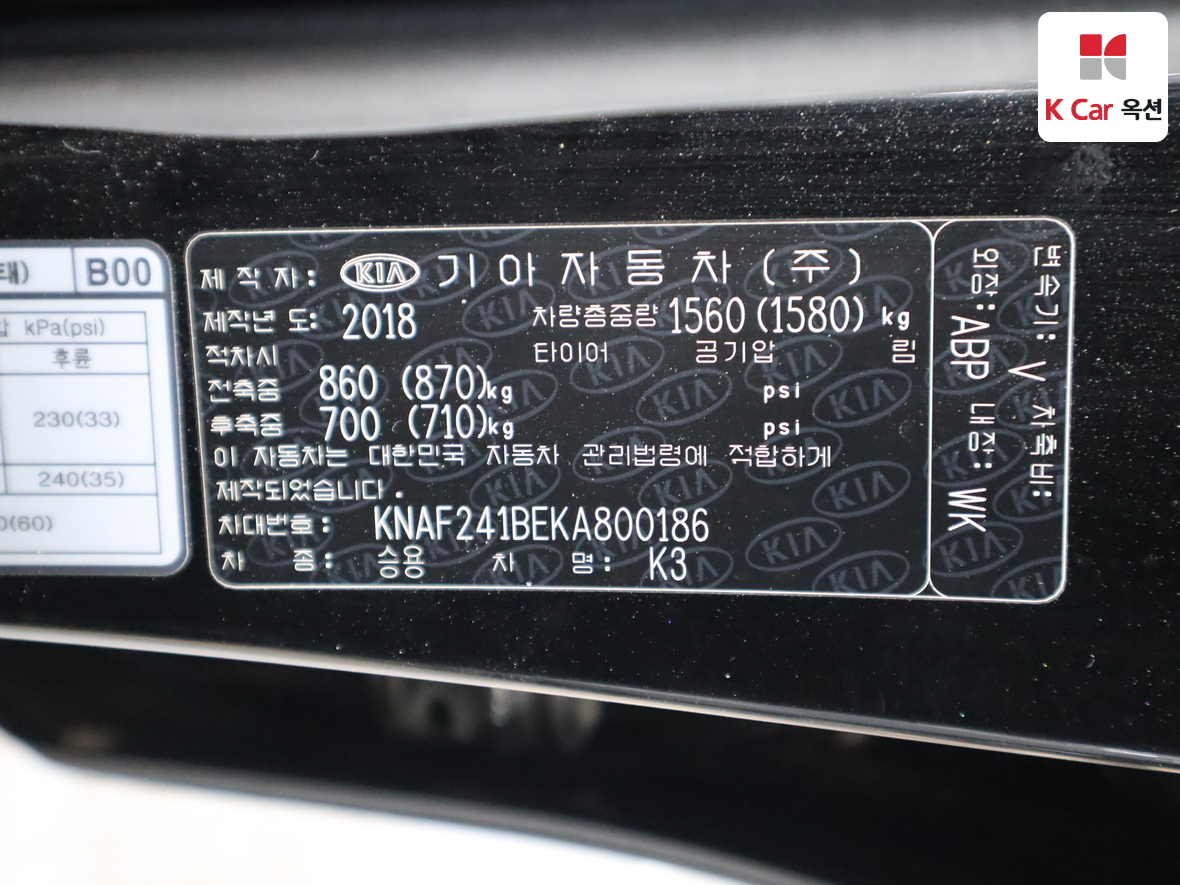 K Car 옥션
태)
B00
압 kPa(psi)
후륜
230(33)
240(35)
0(60)
제작자: KIA 기아자동차(주)
제작년도: 2018 차량총중량 1560 (1580) kg
적차시 타이어 공기압 림
전축중 860 (870)kg psi
후축중 700 (710)kg psi
이 자동차는 대한민국 자동차 관리법령에 적합하게
제작되었습니다.
차대번호: KNAF241BEKA800186
차 종: 승용 차 명: K3
변속기: V 차축비:
외장: ABP 내장: WK